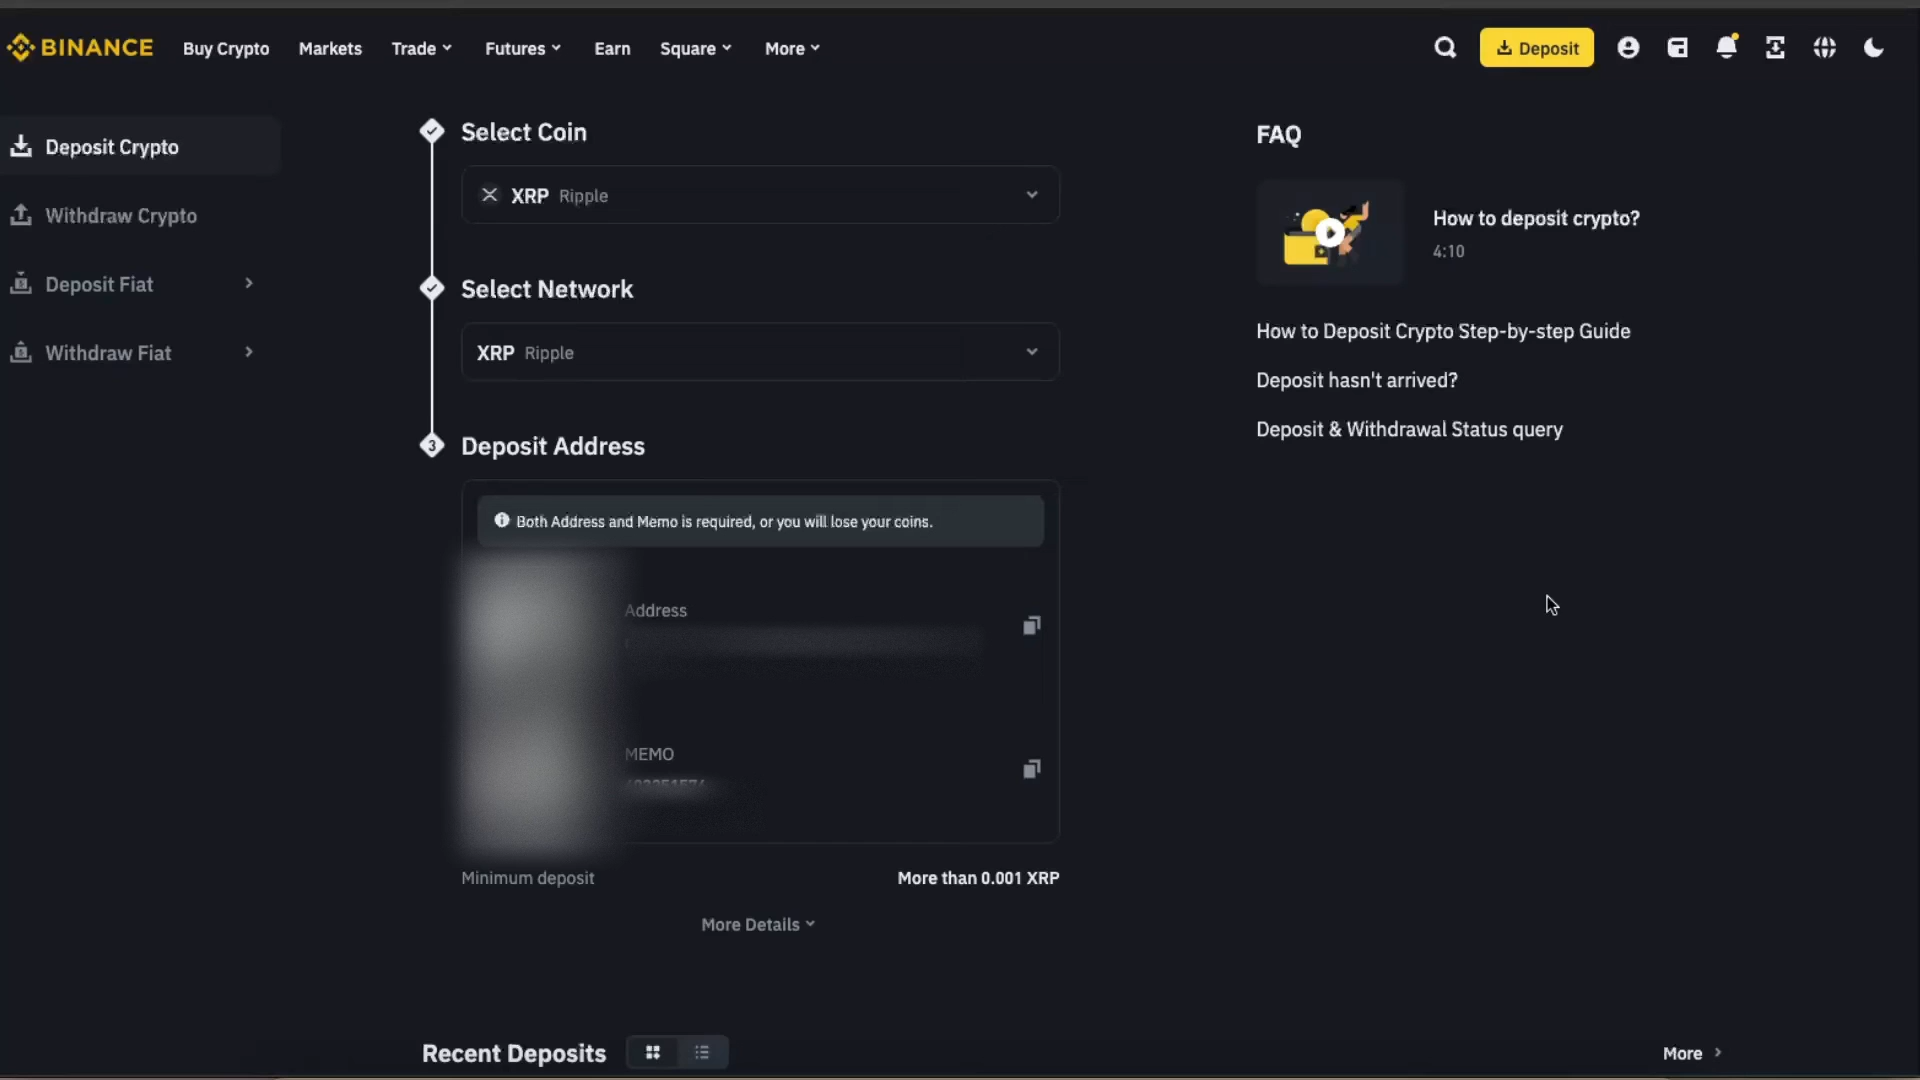 BINANCE
Buy Crypto
Markets
Trade
Futures
Earn
Square
More
Deposit
Deposit Crypto
Withdraw Crypto
Deposit Fiat
Withdraw Fiat
Select Coin
XRP Ripple
Select Network
XRP Ripple
3 Deposit Address
Both Address and Memo is required, or you will lose your coins.
Address
MEMO
Minimum deposit
More than 0.001 XRP
More Details
Recent Deposits
More
FAQ
How to deposit crypto?
4:10
How to Deposit Crypto Step-by-step Guide
Deposit hasn't arrived?
Deposit & Withdrawal Status query